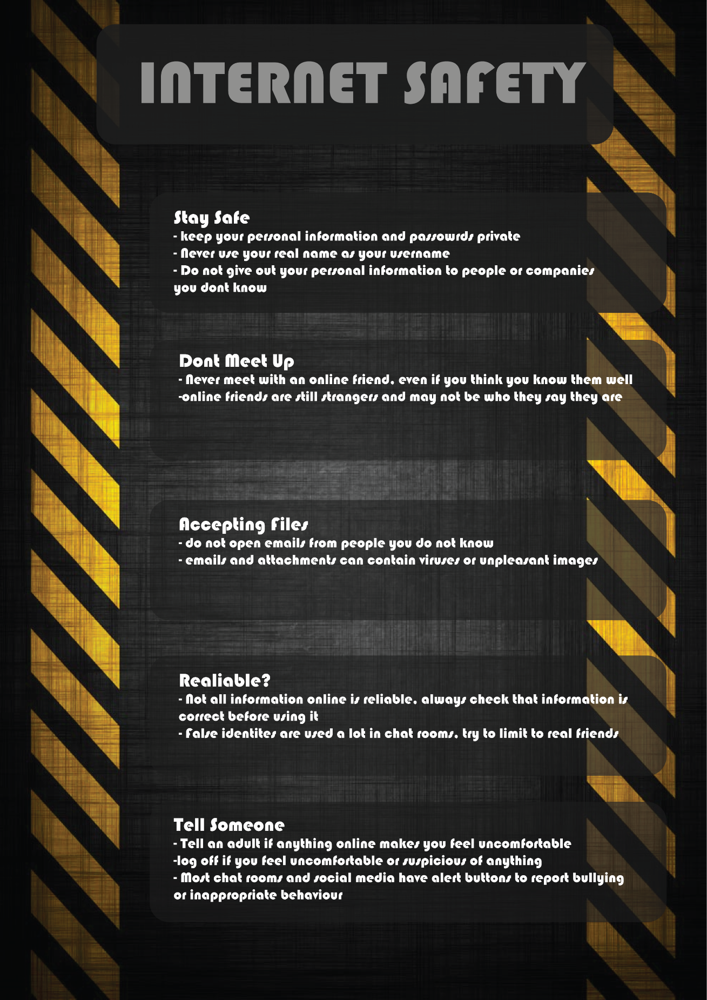 INTERNET SAFETY
Stay Safe
- keep your personal information and passowrds private
- Never use your real name as your username
- Do not give out your personal information to people or companies
you dont know
Dont Meet Up
- Never meet with an online friend, even if you think you know them well
-online friends are still strangers and may not be who they say they are
Accepting Files
- do not open emails from people you do not know
- emails and attachments can contain viruses or unpleasant images
Realiable?
- Not all information online is reliable, always check that information is
correct before using it
- False identites are used a lot in chat rooms, try to limit to real friends
Tell Someone
- Tell an adult if anything online makes you feel uncomfortable
-log off if you feel uncomfortable or suspicious of anything
- Most chat rooms and social media have alert buttons to report bullying
or inappropriate behaviour